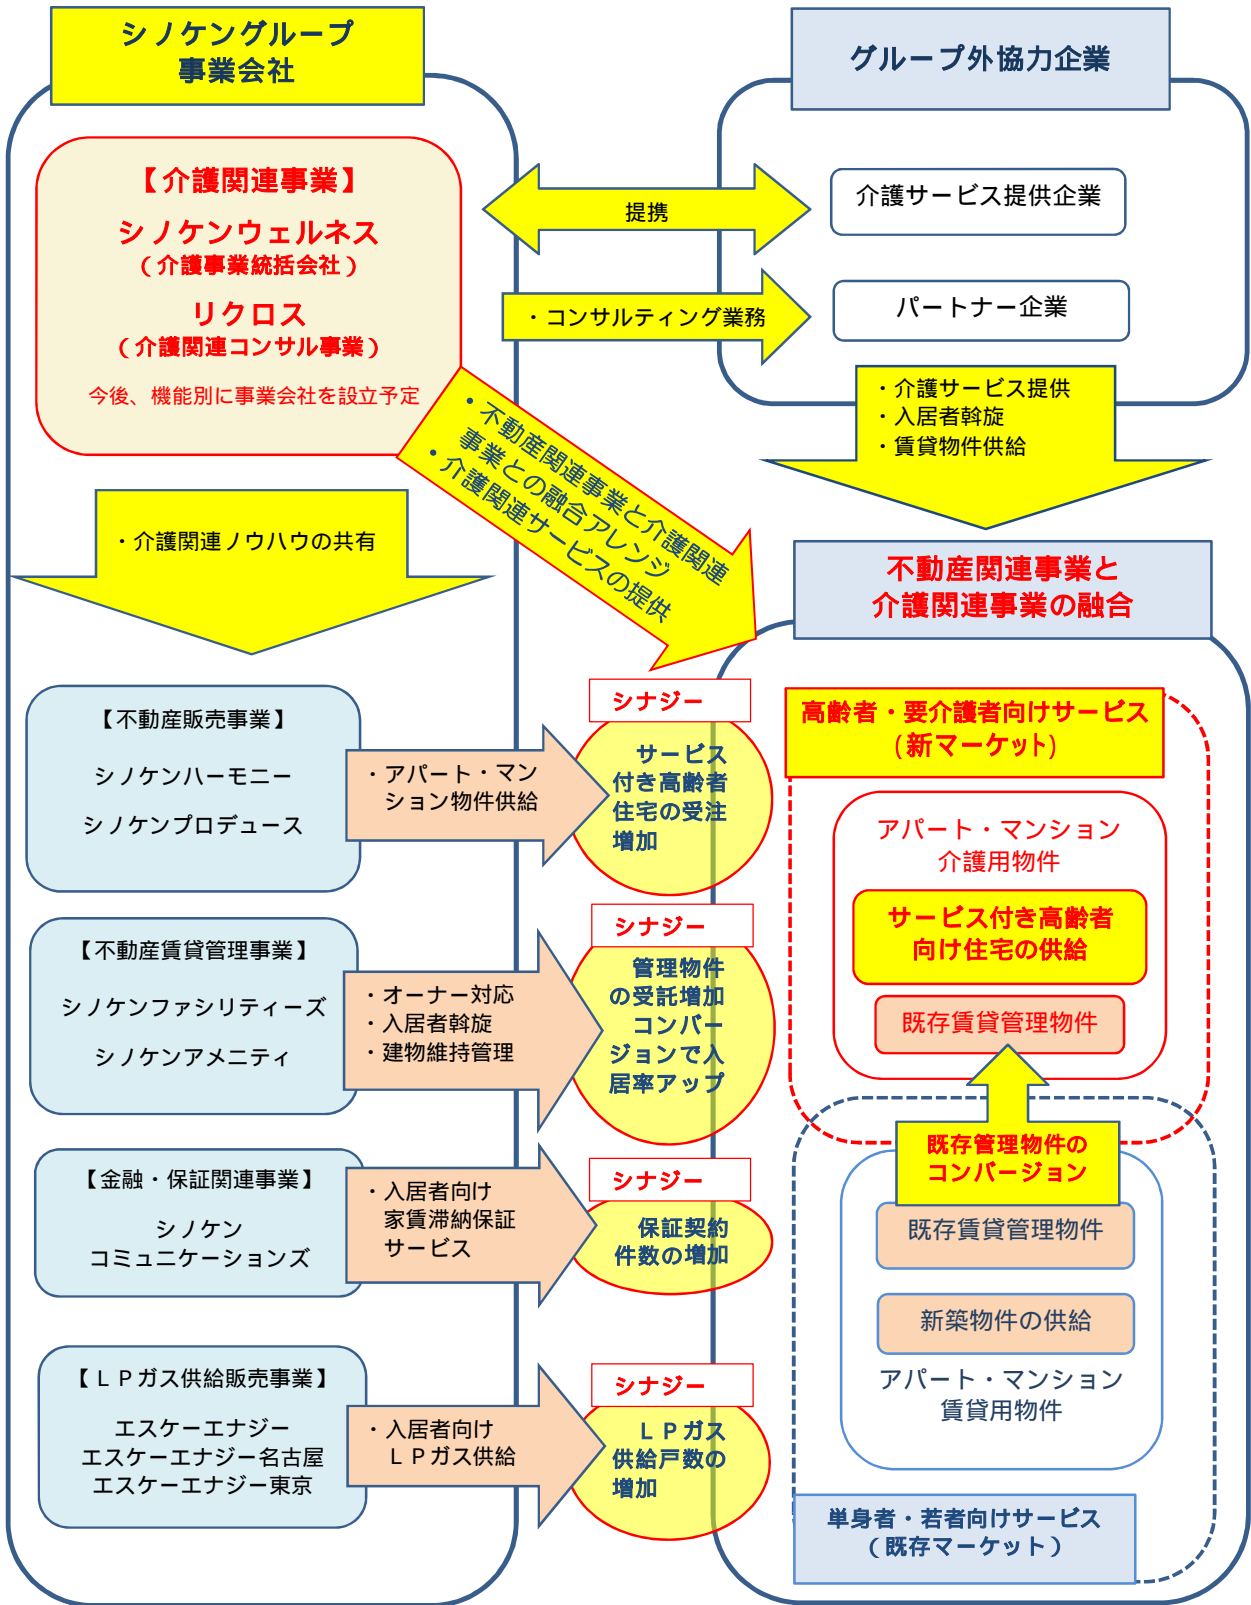 シノケングループ
事業会社
【介護関連事業】
シノケンウェルネス
（介護事業統括会社）
リクロス
（介護関連コンサル事業）
今後、機能別に事業会社を設立予定
グループ外協力企業
提携
介護サービス提供企業
・コンサルティング業務
パートナー企業
・介護サービス提供
・入居者斡旋
・賃貸物件供給
・不動産関連事業と介護関連
事業との融合アレンジ
・介護関連サービスの提供
・介護関連ノウハウの共有
不動産関連事業と
介護関連事業の融合
【不動産販売事業】
シノケンハーモニー
シノケンプロデュース
・アパート・マン
ション物件供給
シナジー
サービス
付き高齢者
住宅の受注
増加
【不動産賃貸管理事業】
シノケンファシリティーズ
シノケンアメニティ
・オーナー対応
・入居者斡旋
・建物維持管理
シナジー
管理物件
の受託増加
コンバー
ジョンで入
居率アップ
【金融・保証関連事業】
シノケン
コミュニケーションズ
・入居者向け
家賃滞納保証
サービス
シナジー
保証契約
件数の増加
【ＬＰガス供給販売事業】
エスケーエナジー
エスケーエナジー名古屋
エスケーエナジー東京
・入居者向け
ＬＰガス供給
シナジー
ＬＰガス
供給戸数の
増加
高齢者・要介護者向けサービス
(新マーケット)
アパート・マンション
介護用物件
サービス付き高齢者
向け住宅の供給
既存賃貸管理物件
既存管理物件の
コンバージョン
既存賃貸管理物件
新築物件の供給
アパート・マンション
賃貸用物件
単身者・若者向けサービス
（既存マーケット）